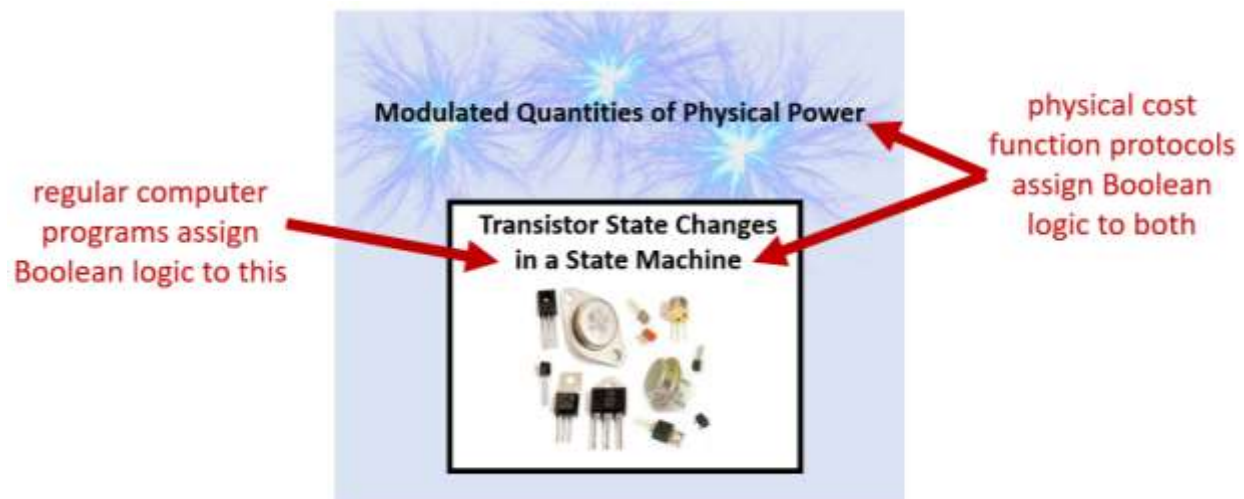 Modulated Quantities of Physical Power
regular computer
programs assign
Boolean logic to this
Transistor State Changes
in a State Machine
physical cost
function protocols
assign Boolean
logic to both